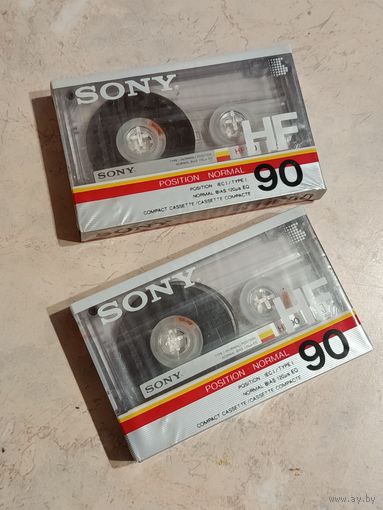 SONY
HF
SONY
POSITION NORMAL
90
POSITION IEC I / TYPE I
NORMAL BIAS 120µs EQ
COMPACT CASSETTE / CASSETTE COMPACTE
SONY
HF
SONY
POSITION NORMAL
90
POSITION IEC I / TYPE I
NORMAL BIAS 120µs EQ
COMPACT CASSETTE / CASSETTE COMPACTE
www.ay.by